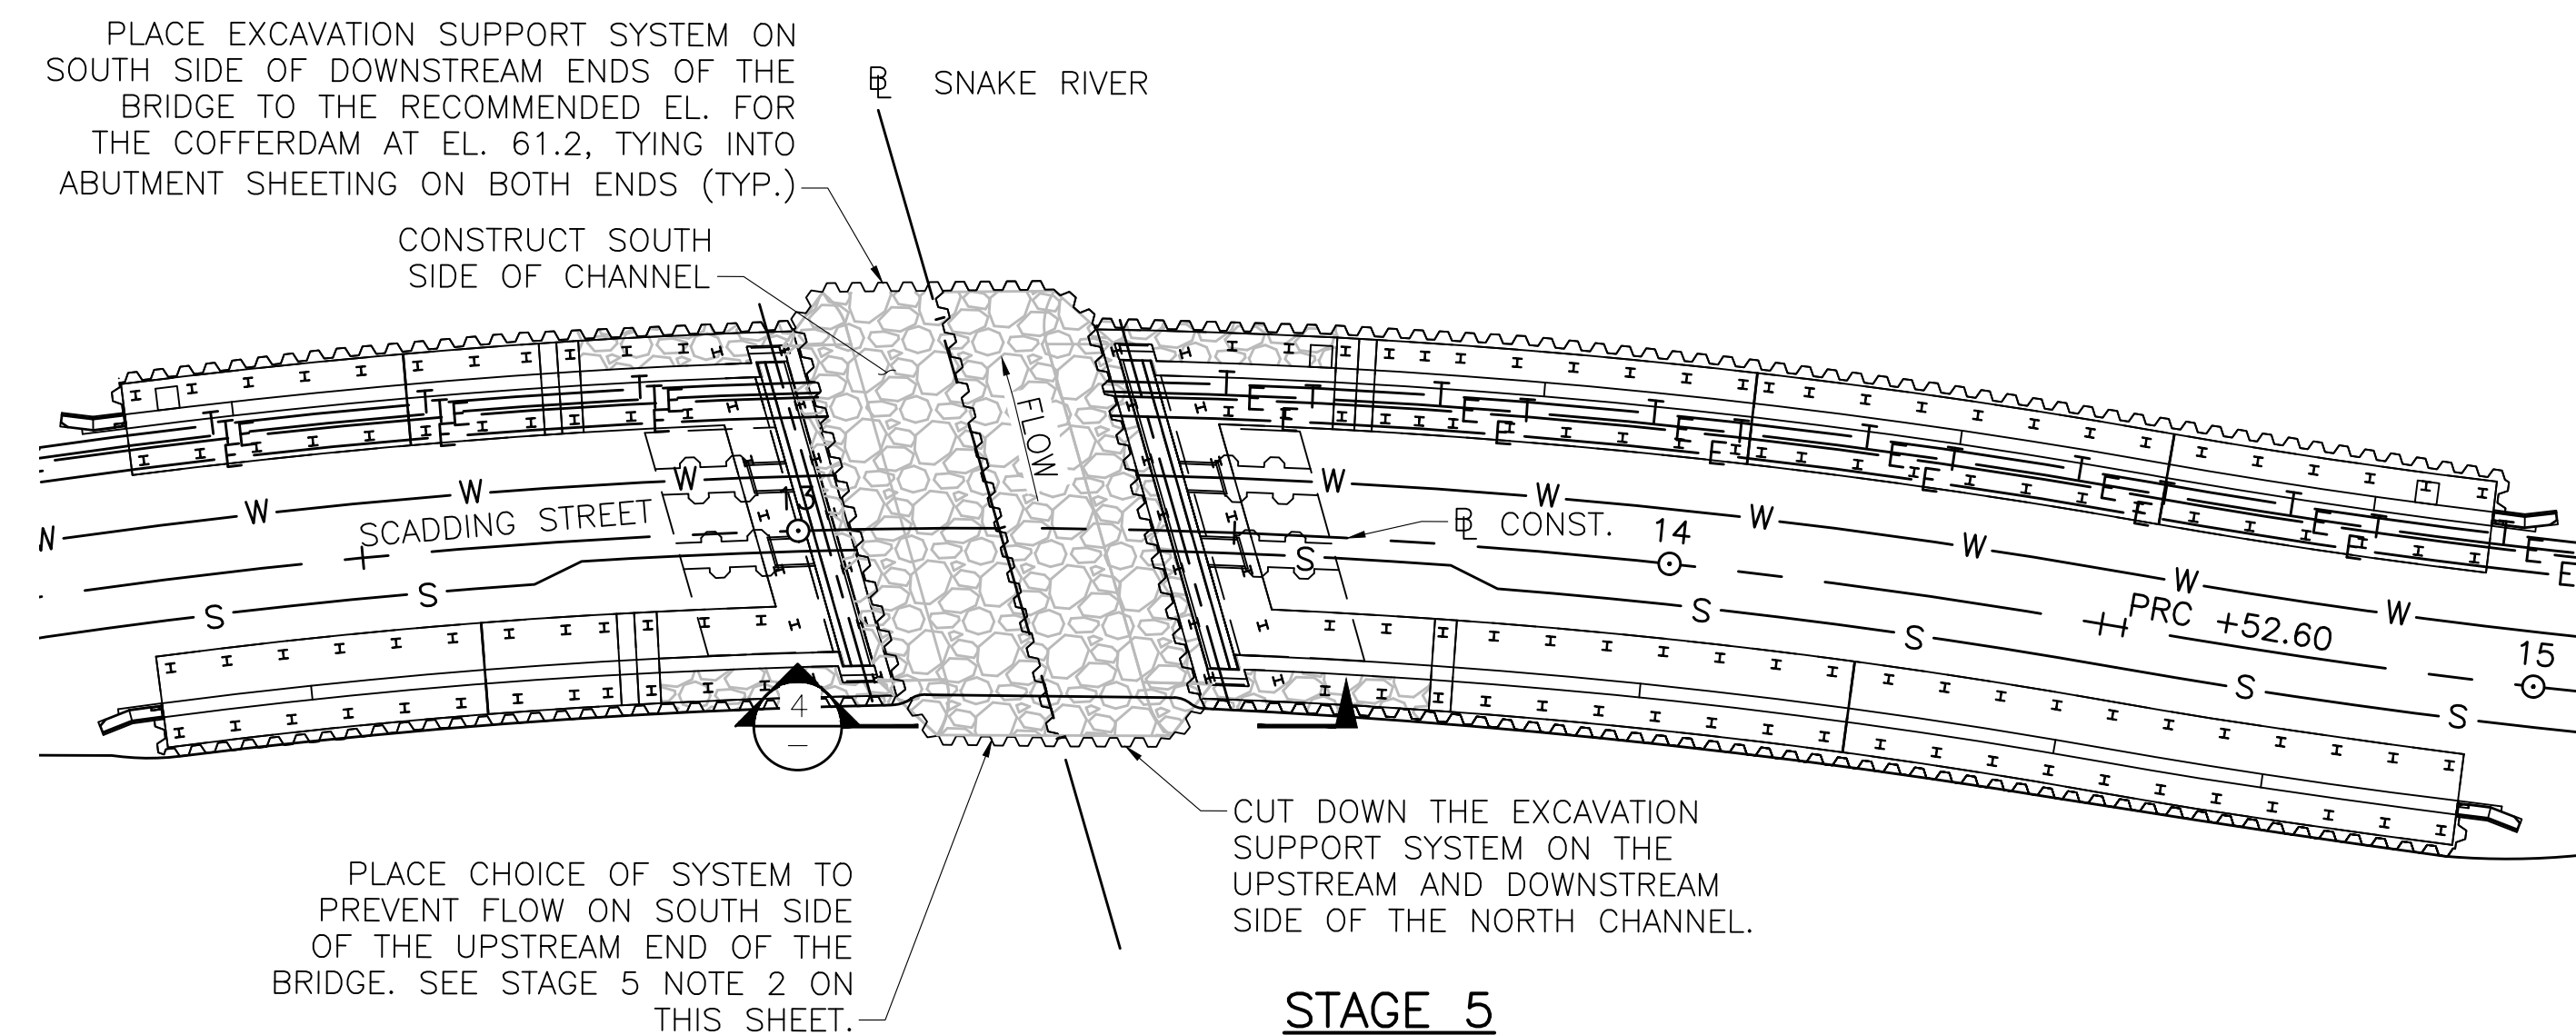 PLACE EXCAVATION SUPPORT SYSTEM ON
SOUTH SIDE OF DOWNSTREAM ENDS OF THE
BRIDGE TO THE RECOMMENDED EL. FOR
THE COFFERDAM AT EL. 61.2, TYING INTO
ABUTMENT SHEETING ON BOTH ENDS (TYP.)
BL SNAKE RIVER
CONSTRUCT SOUTH
SIDE OF CHANNEL
FLOW
SCADDING STREET
13
BL CONST.
14
PRC +52.60
15
T T T T T T T T T T T T
E E E E E E E E E E E E
W W W W W W W W
S S S S S S S
4
–
CUT DOWN THE EXCAVATION
SUPPORT SYSTEM ON THE
UPSTREAM AND DOWNSTREAM
SIDE OF THE NORTH CHANNEL.
PLACE CHOICE OF SYSTEM TO
PREVENT FLOW ON SOUTH SIDE
OF THE UPSTREAM END OF THE
BRIDGE. SEE STAGE 5 NOTE 2 ON
THIS SHEET.
STAGE 5